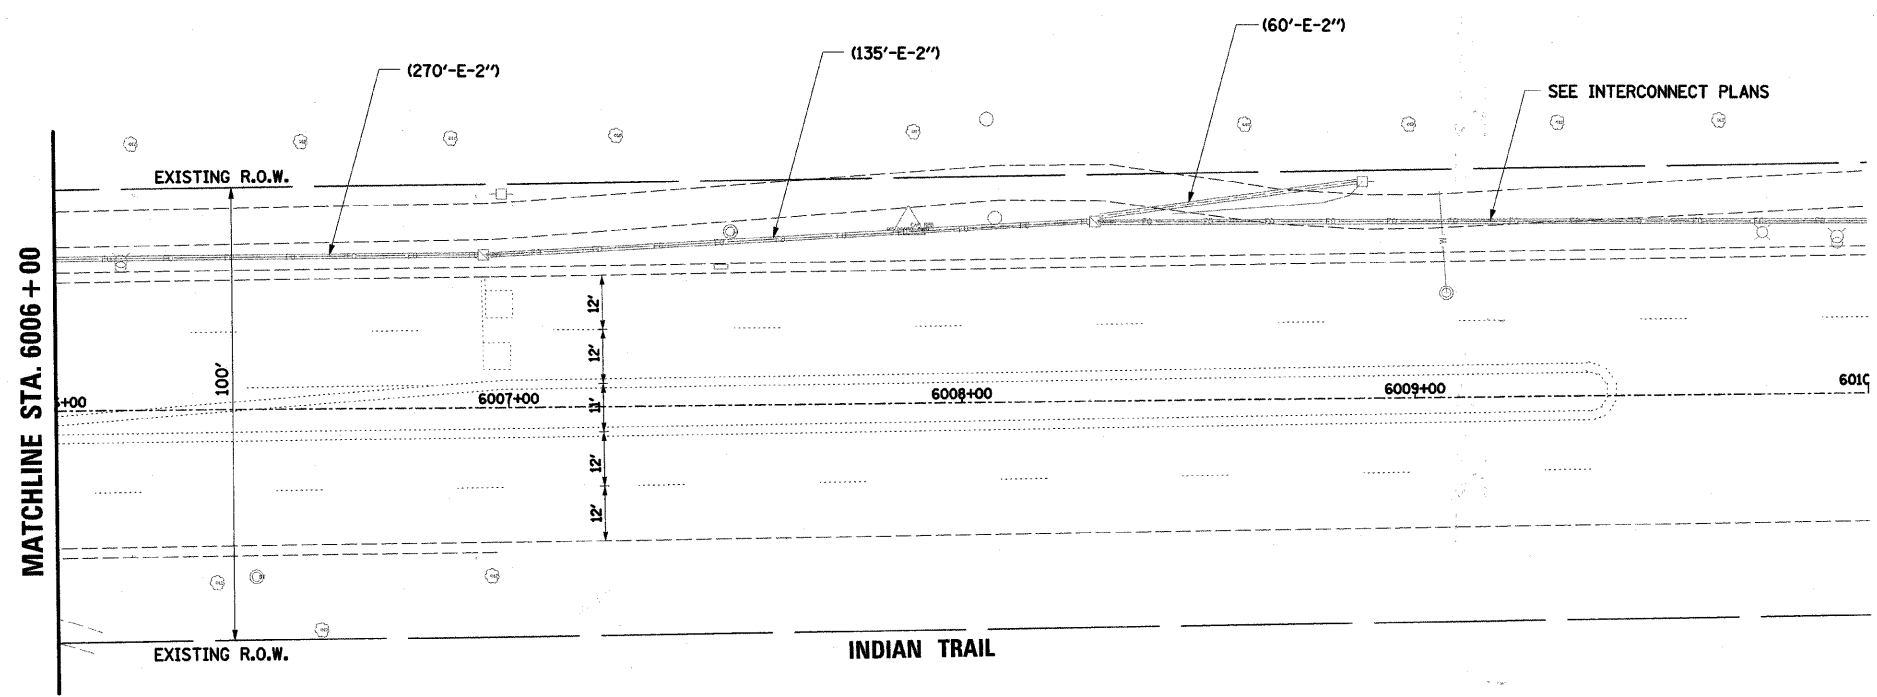 (60'-E-2")
(135'-E-2")
(270'-E-2")
SEE INTERCONNECT PLANS
EXISTING R.O.W.
MATCHLINE STA. 6006+00
100'
12'
12'
11'
12'
12'
+00
6007+00
6008+00
6009+00
W
EXISTING R.O.W.
INDIAN TRAIL